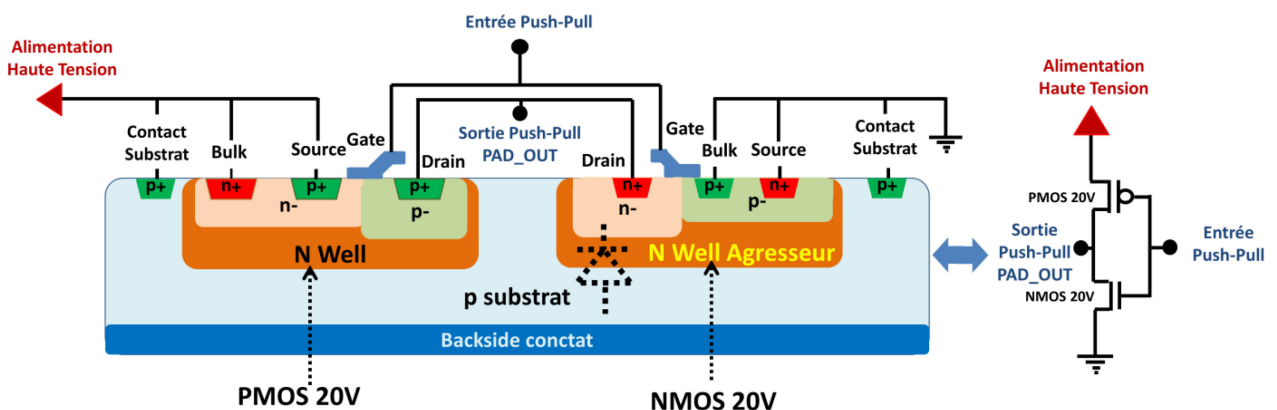 Entrée Push-Pull
Alimentation
Haute Tension
Contact
Substrat
Bulk
Source
Gate
Drain
Sortie Push-Pull
PAD_OUT
Drain
Gate
Bulk
Source
Contact
Substrat
p+
n+
p+
p+
n+
p+
n+
p+
n-
p-
n-
p-
N Well
N Well Agresseur
p substrat
Backside conctat
PMOS 20V
NMOS 20V
Alimentation
Haute Tension
PMOS 20V
Sortie
Push-Pull
PAD_OUT
Entrée
Push-Pull
NMOS 20V